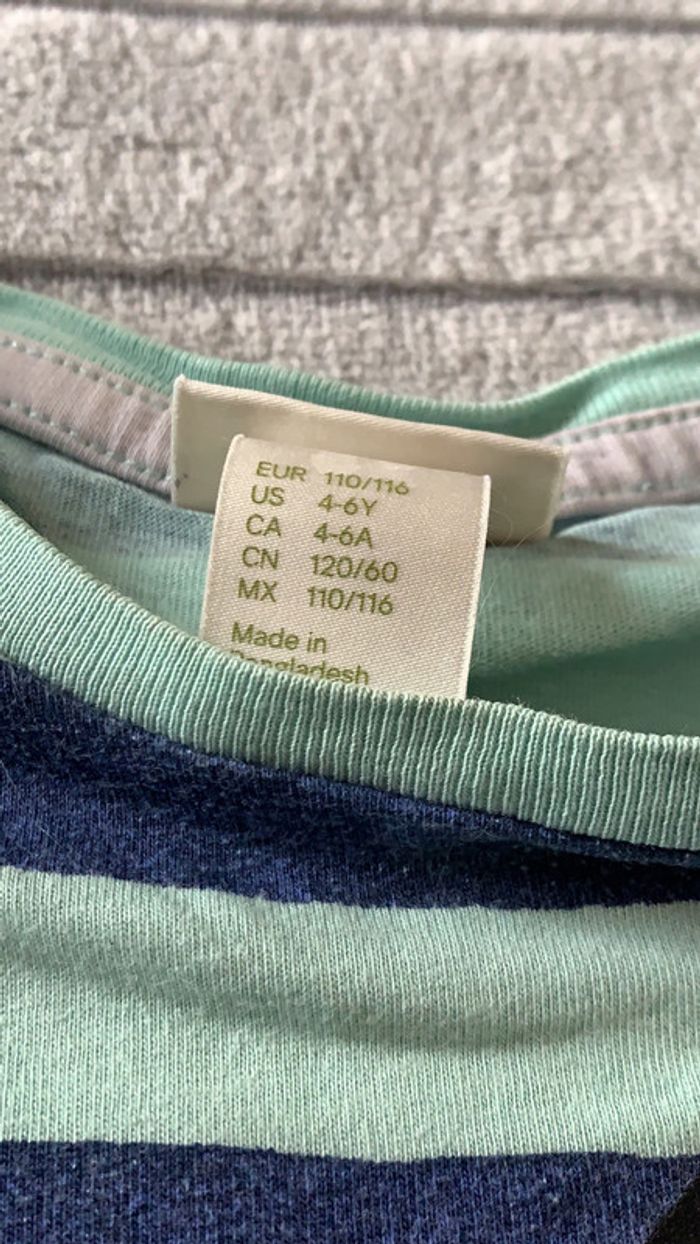 EUR 110/116
US 4-6Y
CA 4-6A
CN 120/60
MX 110/116
Made in
Bangladesh